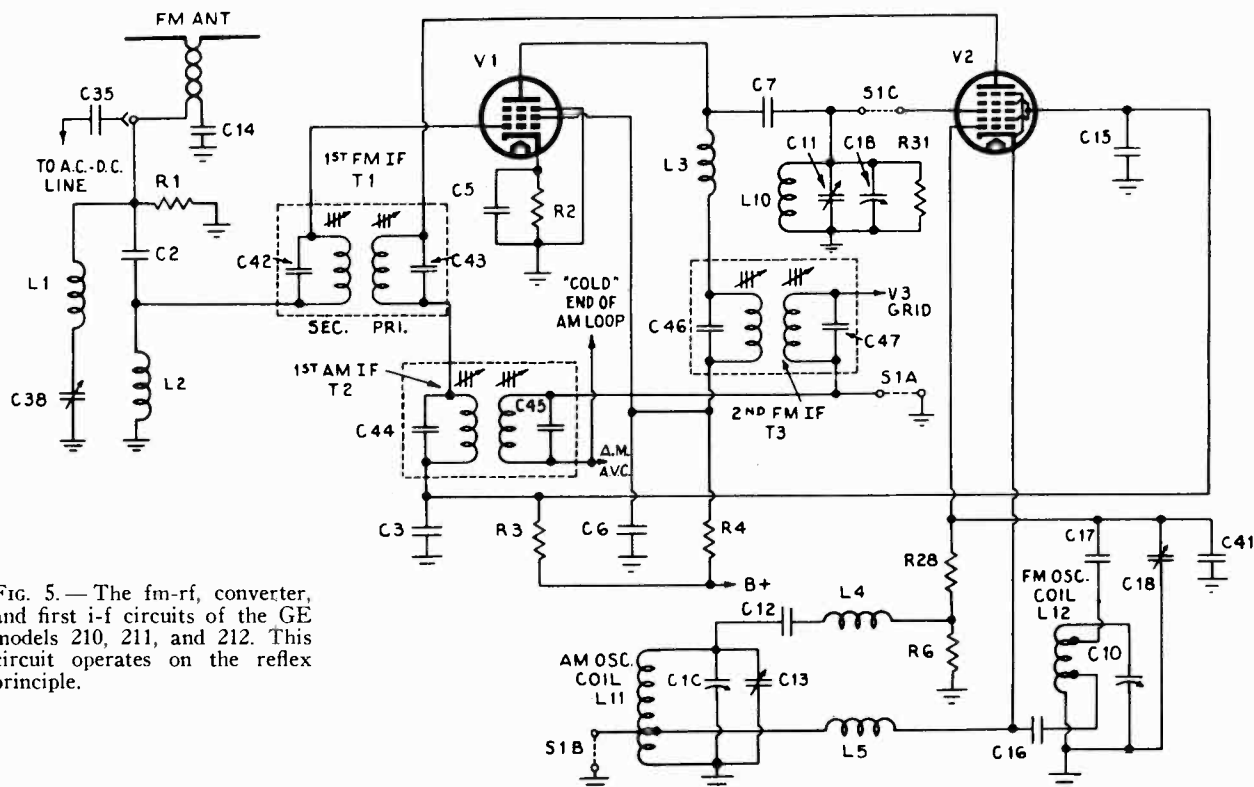 FM ANT
C35
C14
TO A.C.-D.C.
LINE
R1
C2
L1
C38
L2
1ST FM IF
T1
C42
C43
SEC.
PRI.
V1
C5
R2
"COLD"
END OF
AM LOOP
1ST AM IF
T2
C44
C45
A.M.
A.V.C.
C3
R3
C6
R4
B+
L3
C7
S1C
C11
C1B
R31
L10
C46
C47
V3
GRID
2ND FM IF
T3
S1A
V2
C15
R28
R6
C12
L4
AM OSC.
COIL
L11
C1C
C13
S1B
L5
C16
C17
FM OSC.
COIL
L12
C18
C10
C41
FIG. 5. — The fm-rf, converter,
and first i-f circuits of the GE
models 210, 211, and 212. This
circuit operates on the reflex
principle.